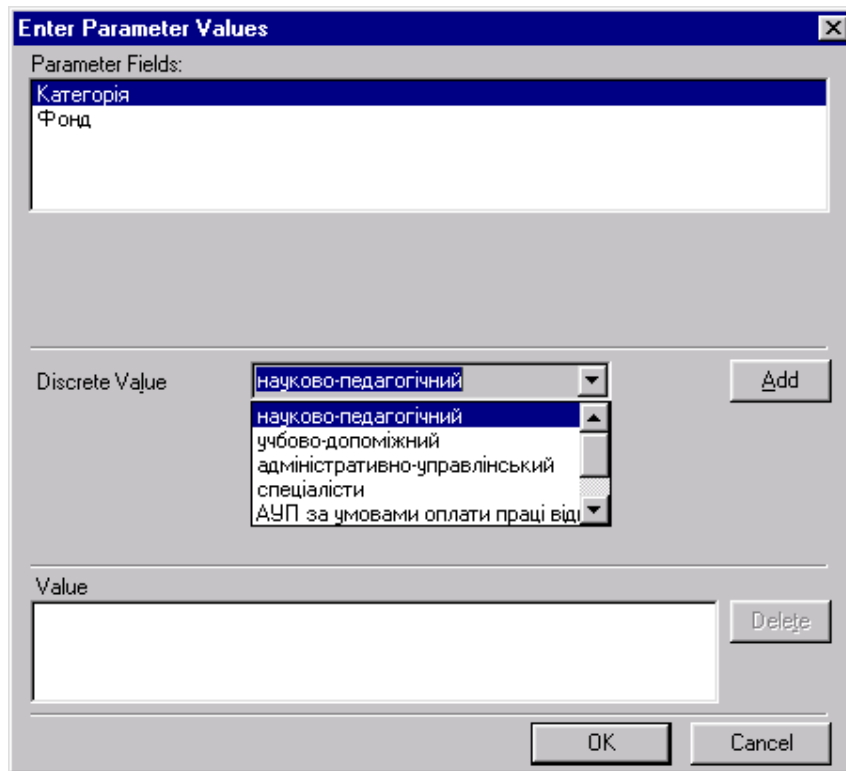 Enter Parameter Values
Parameter Fields:
Категорія
Фонд
Discrete Value
науково-педагогічний
Add
науково-педагогічний
учбово-допоміжний
адміністративно-управлінський
спеціалісти
АУП за умовами оплати праці
Value
Delete
OK
Cancel